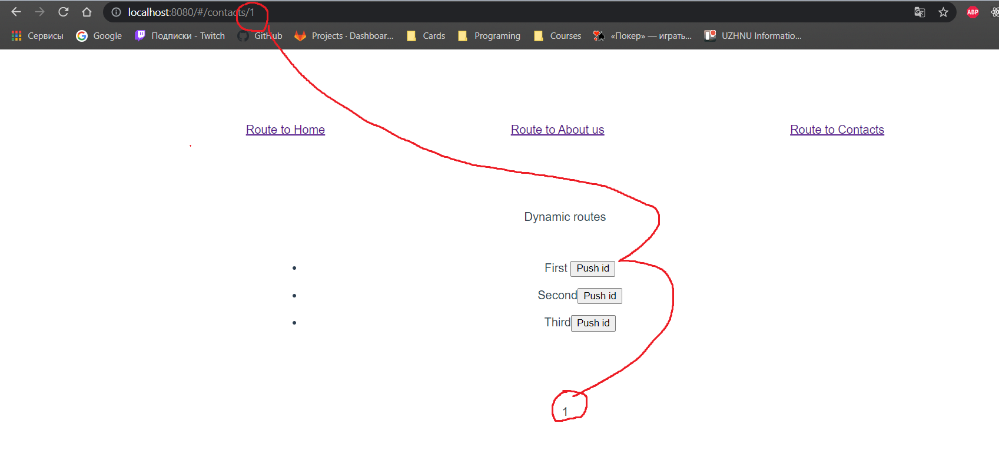 localhost:8080/#/contacts/1
ABP
Сервисы Google Подписки - Twitch GitHub Projects · Dashboar... Cards Programing Courses «Покер» — играть... UZHNU Informatio...
Route to Home Route to About us Route to Contacts
Dynamic routes
First Push id
Second Push id
Third Push id
1